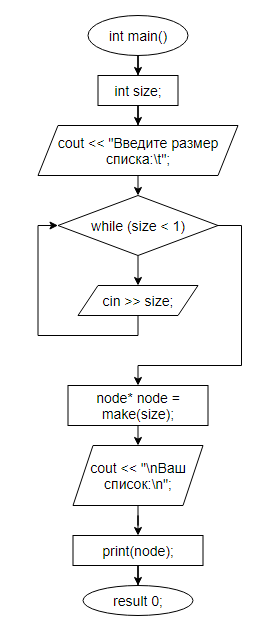 int main()
int size;
cout << "Введите размер
списка:\t";
while (size < 1)
cin >> size;
node* node =
make(size);
cout << "\nВаш
список:\n";
print(node);
result 0;